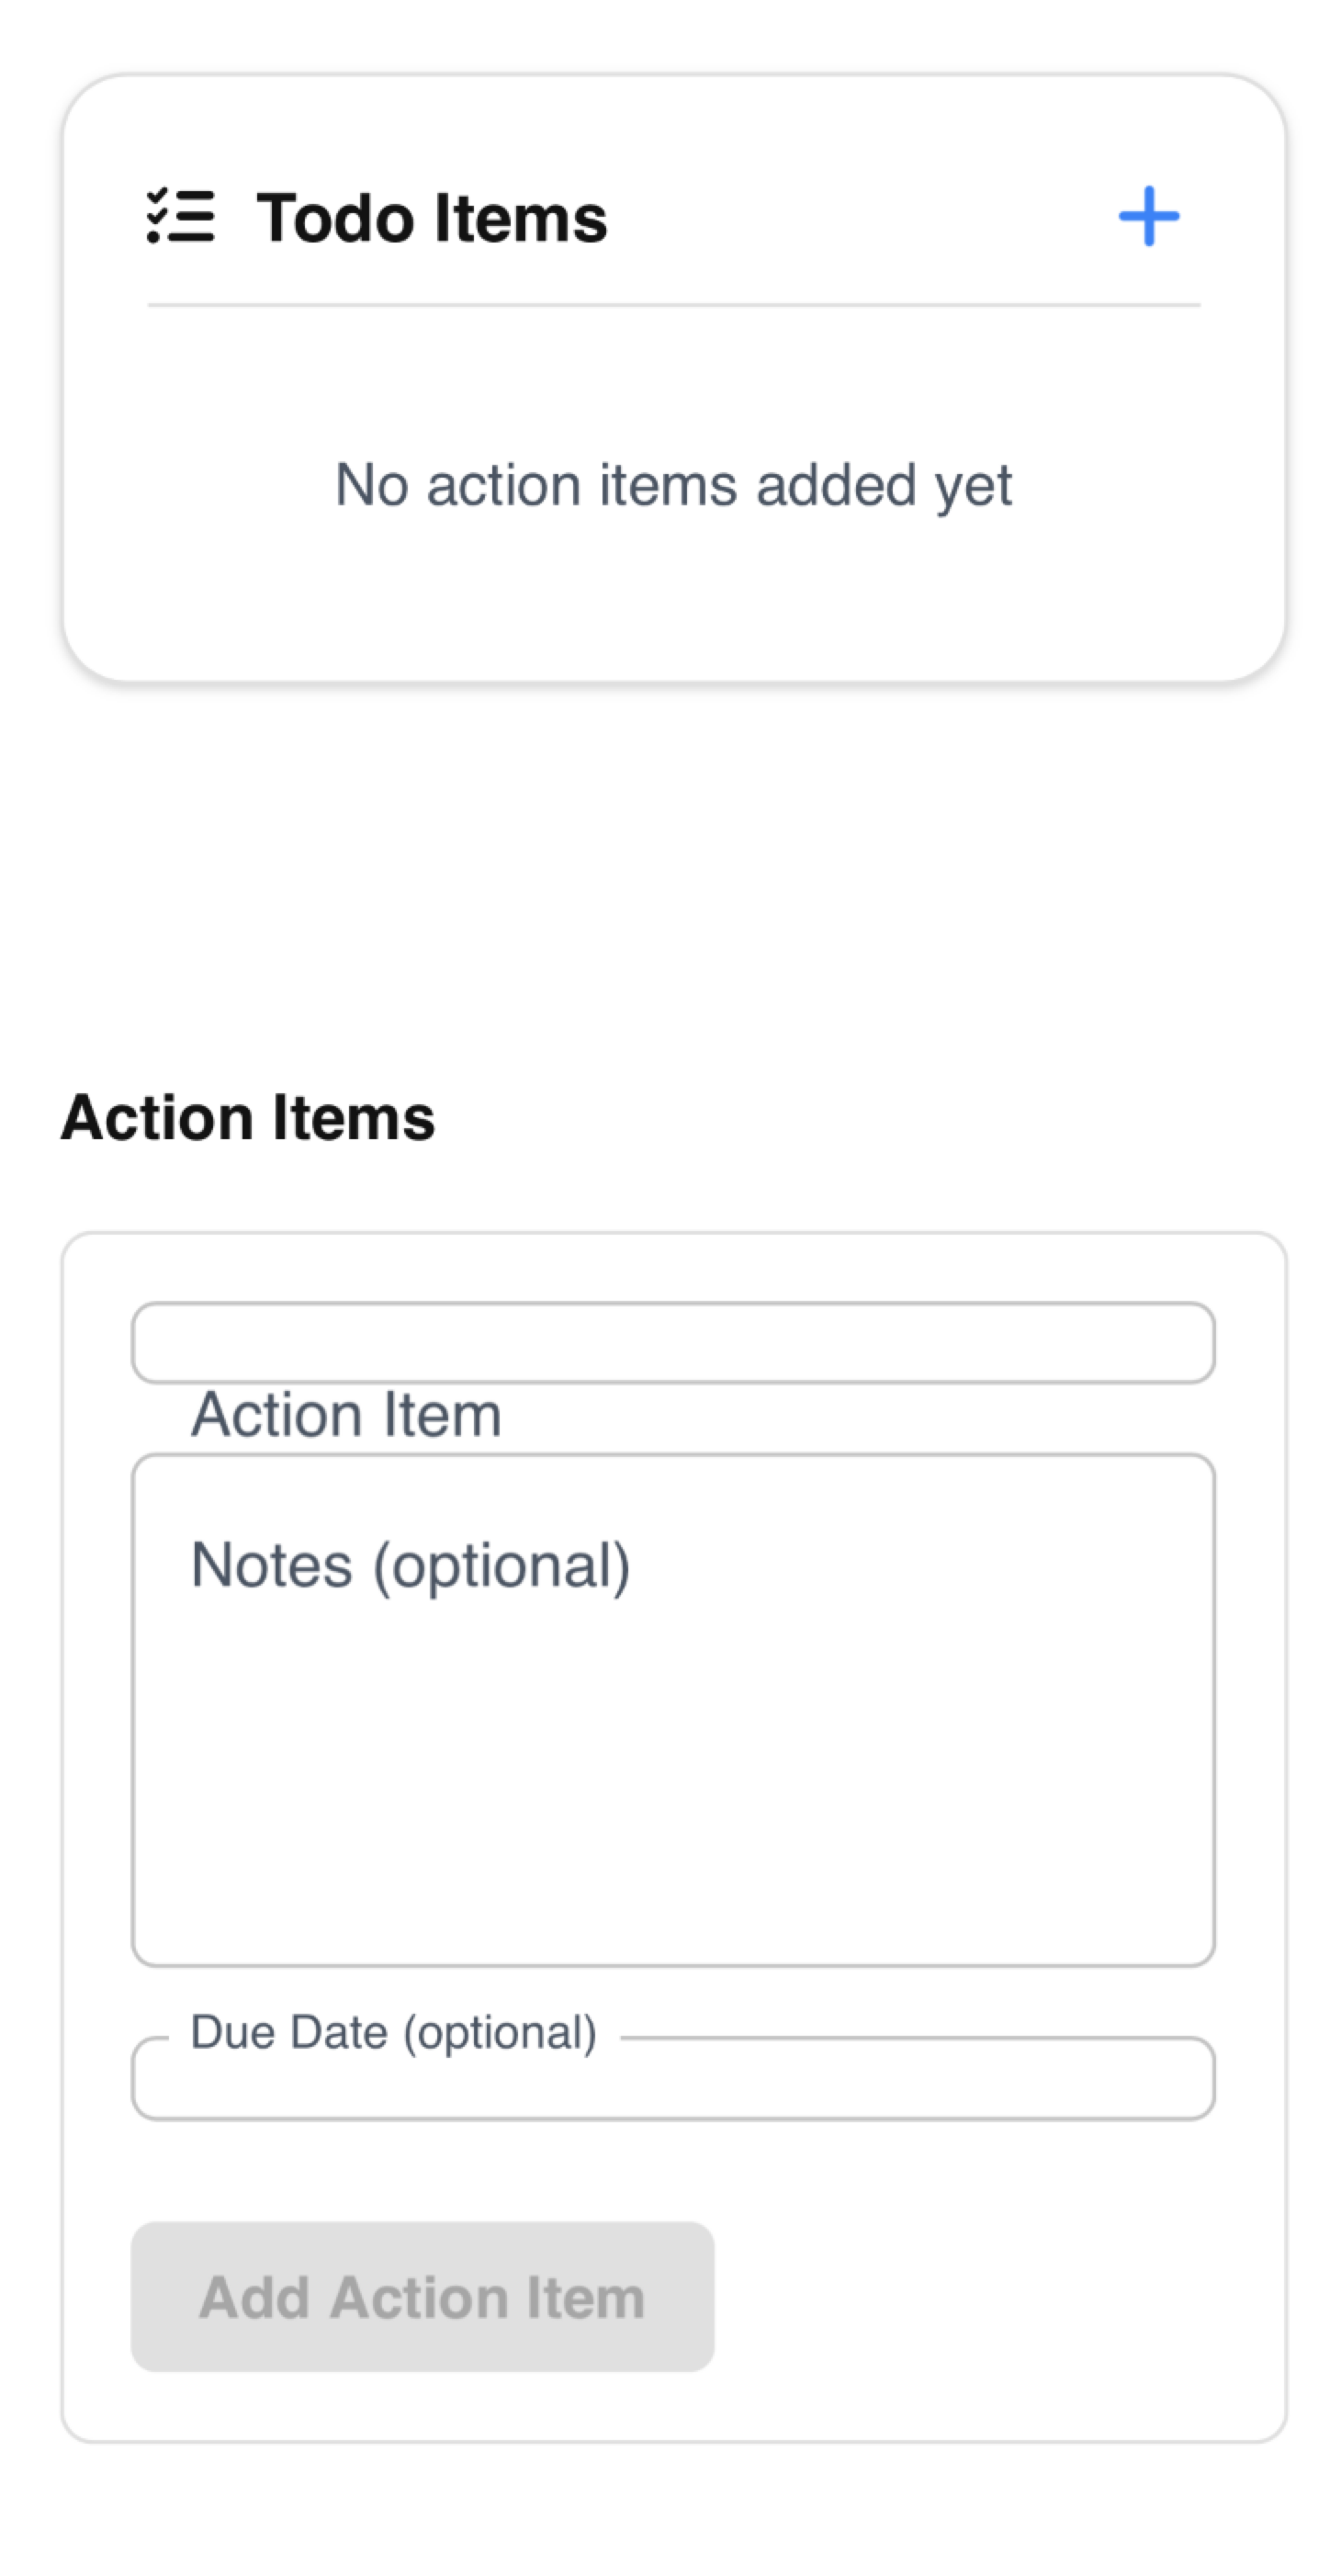 Todo Items
No action items added yet
Action Items
Action Item
Notes (optional)
Due Date (optional)
Add Action Item